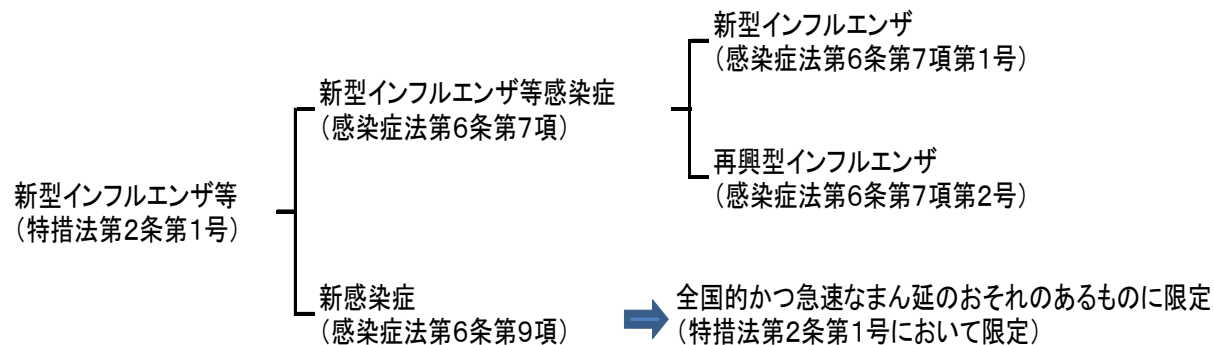 新型インフルエンザ
(感染症法第6条第7項第1号)
新型インフルエンザ等感染症
(感染症法第6条第7項)
再興型インフルエンザ
(感染症法第6条第7項第2号)
新型インフルエンザ等
(特措法第2条第1号)
新感染症
(感染症法第6条第9項)
全国的かつ急速なまん延のおそれのあるものに限定
(特措法第2条第1号において限定)